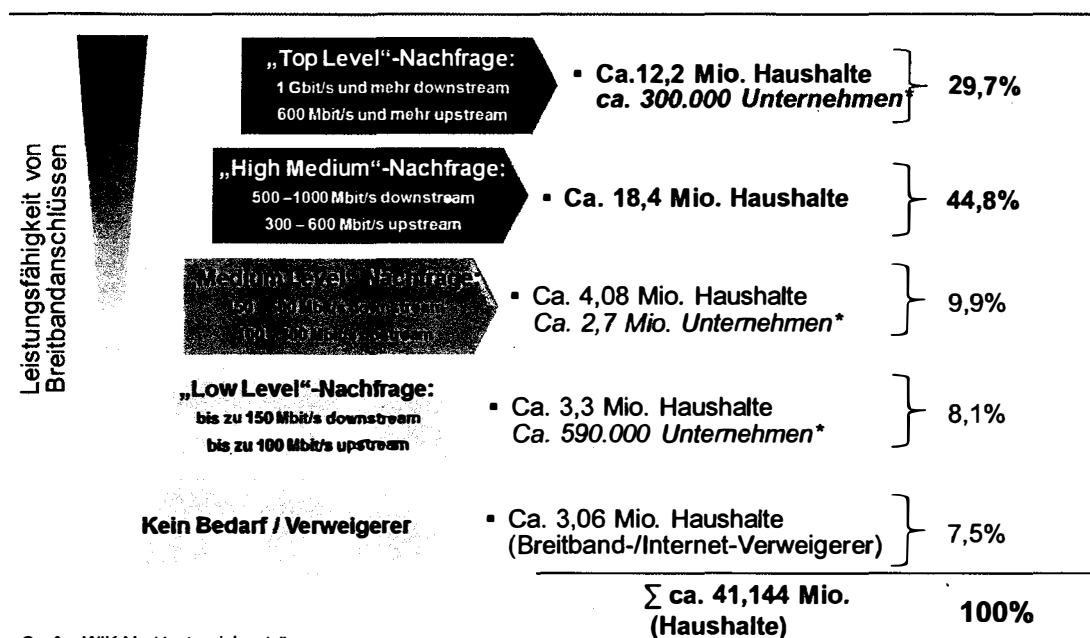 Leistungsfähigkeit von
Breitbandanschlüssen
„Top Level“-Nachfrage:
1 Gbit/s und mehr downstream
600 Mbit/s und mehr upstream
▪ Ca.12,2 Mio. Haushalte
ca. 300.000 Unternehmen*
29,7%
„High Medium“-Nachfrage:
500 –1000 Mbit/s downstream
300 – 600 Mbit/s upstream
▪ Ca. 18,4 Mio. Haushalte
44,8%
Medium Level“-Nachfrage:
downstream
▪ Ca. 4,08 Mio. Haushalte
Ca. 2,7 Mio. Unternehmen*
9,9%
„Low Level“-Nachfrage:
bis zu 150 Mbit/s downstream
bis zu 100 Mbit/s upstream
▪ Ca. 3,3 Mio. Haushalte
Ca. 590.000 Unternehmen*
8,1%
Kein Bedarf / Verweigerer
▪ Ca. 3,06 Mio. Haushalte
(Breitband-/Internet-Verweigerer)
7,5%
∑ ca. 41,144 Mio.
(Haushalte)
100%